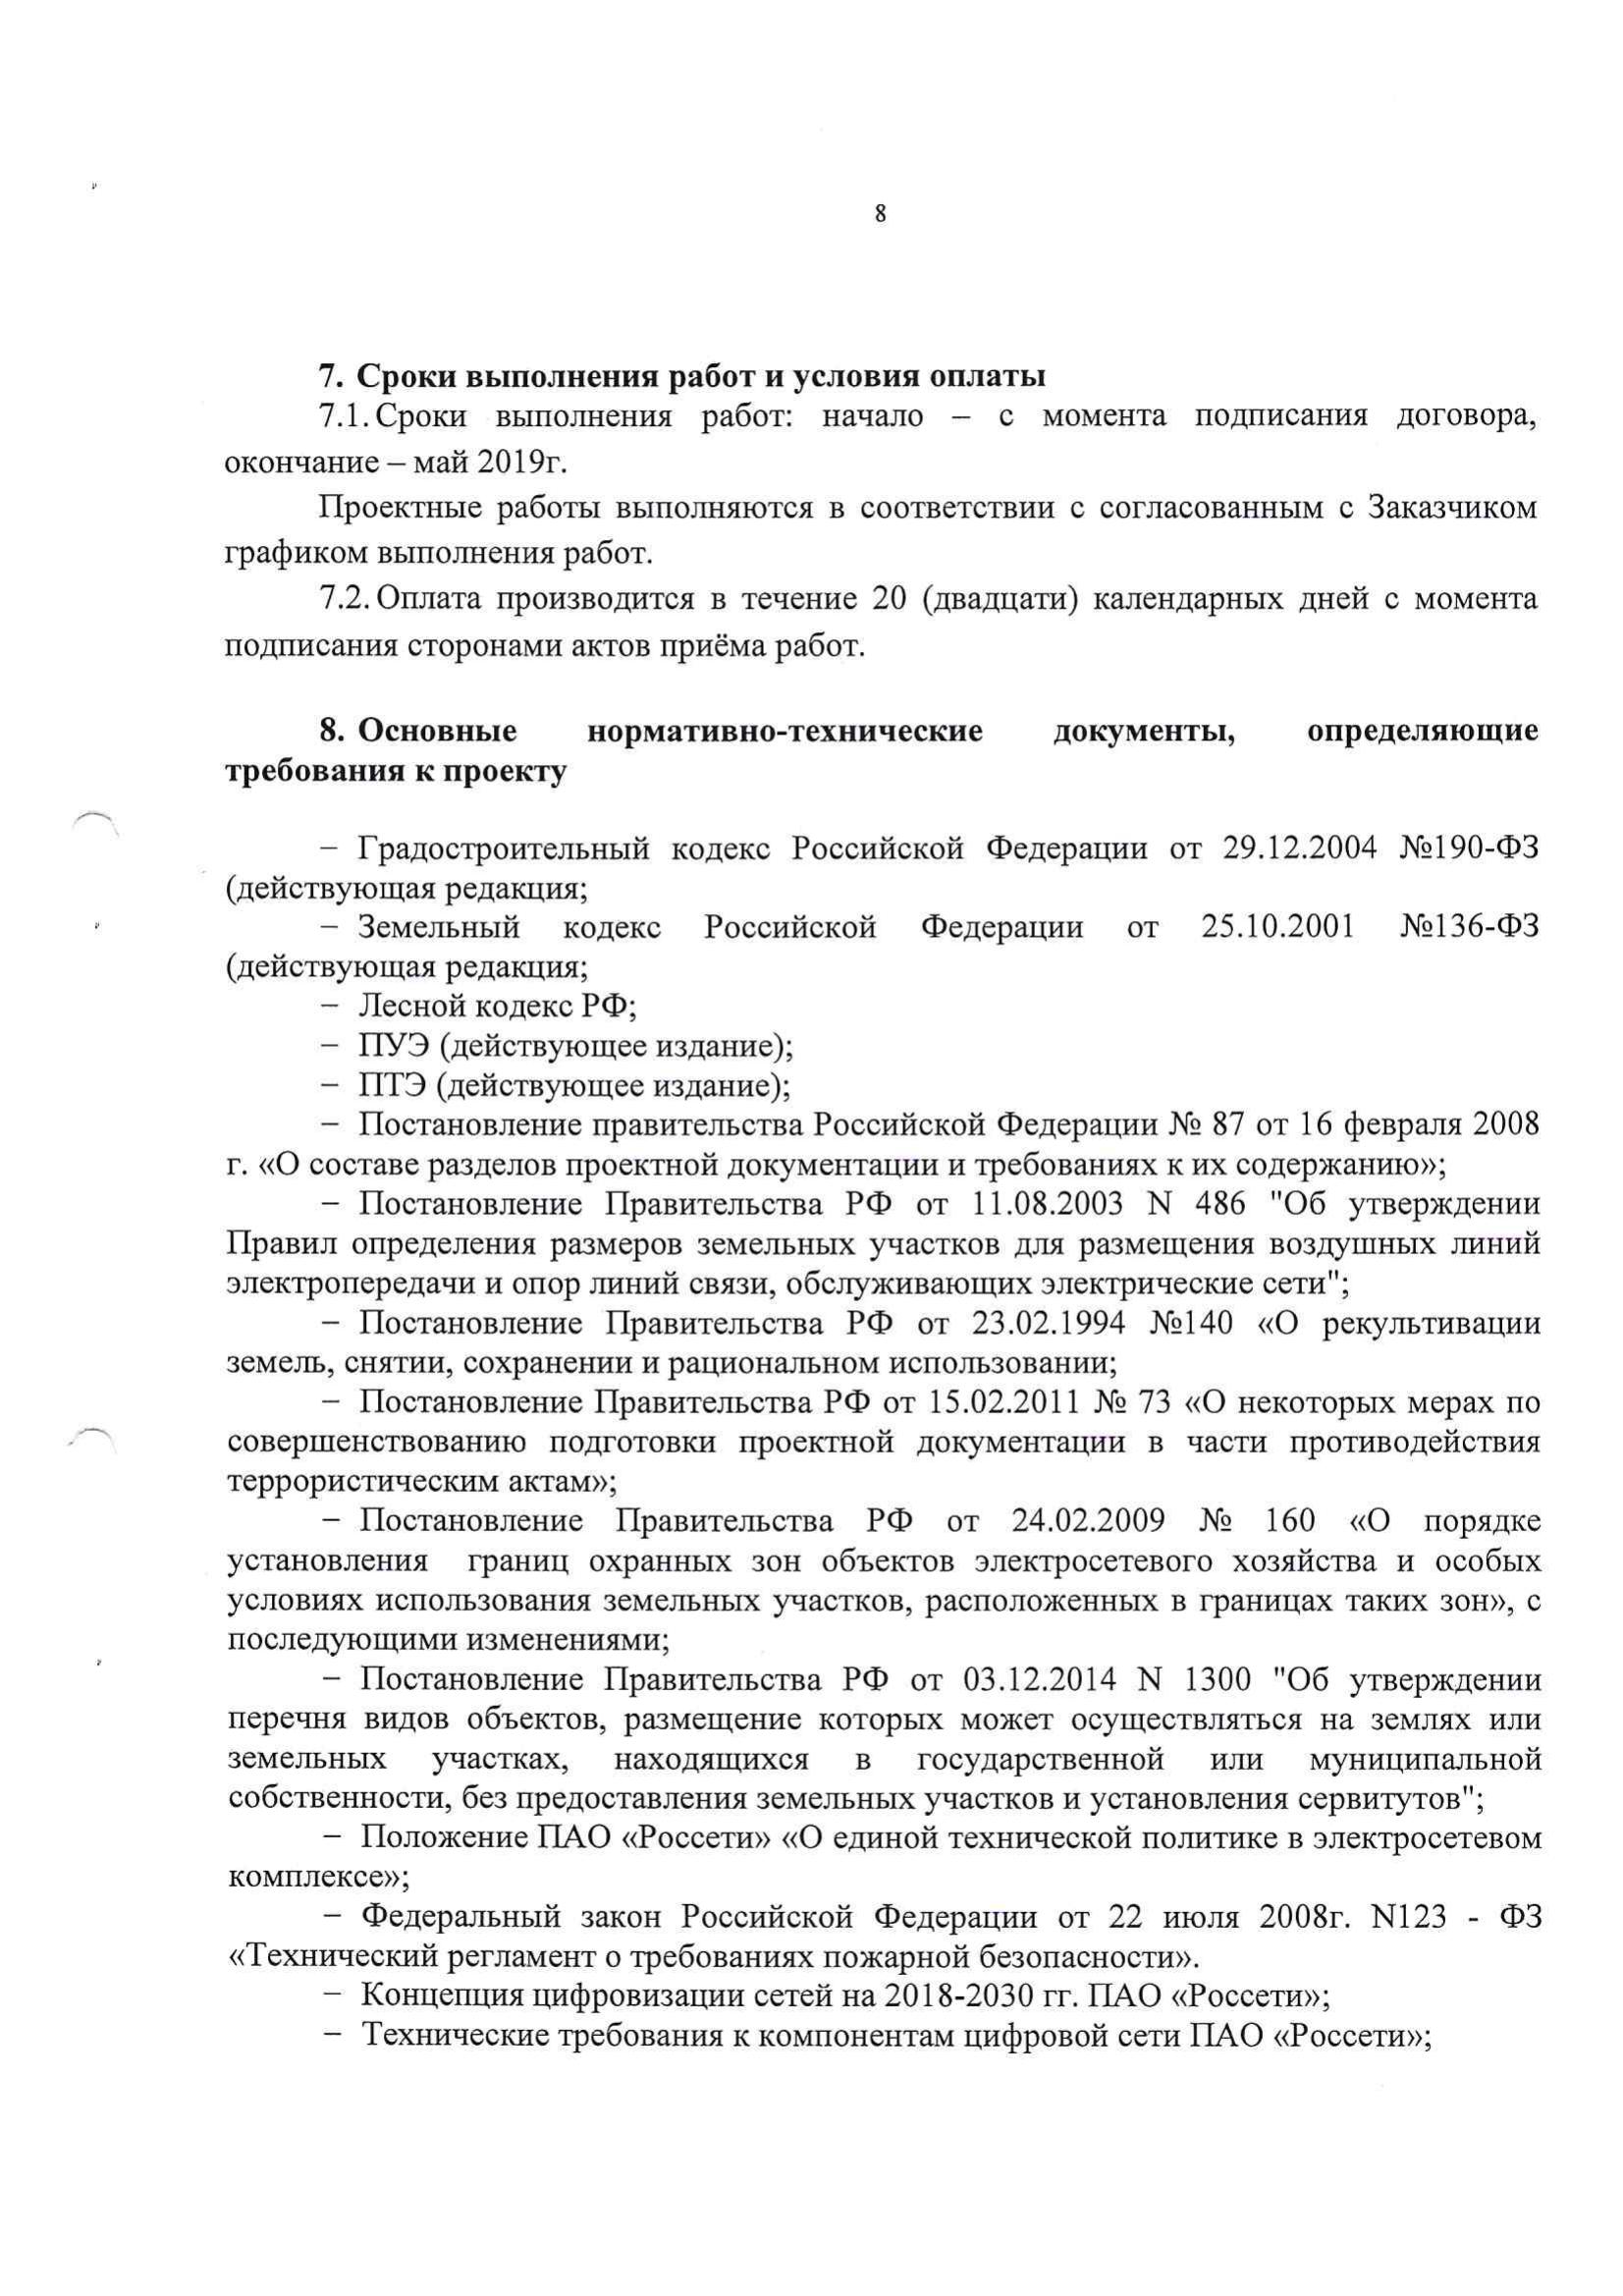 8
7. Сроки выполнения работ и условия оплаты
7.1. Сроки выполнения работ: начало – с момента подписания договора,
окончание – май 2019г.
Проектные работы выполняются в соответствии с согласованным с Заказчиком
графиком выполнения работ.
7.2. Оплата производится в течение 20 (двадцати) календарных дней с момента
подписания сторонами актов приёма работ.
8. Основные нормативно-технические документы, определяющие
требования к проекту
− Градостроительный кодекс Российской Федерации от 29.12.2004 №190-ФЗ
(действующая редакция;
− Земельный кодекс Российской Федерации от 25.10.2001 №136-ФЗ
(действующая редакция;
− Лесной кодекс РФ;
− ПУЭ (действующее издание);
− ПТЭ (действующее издание);
− Постановление правительства Российской Федерации № 87 от 16 февраля 2008
г. «О составе разделов проектной документации и требованиях к их содержанию»;
− Постановление Правительства РФ от 11.08.2003 N 486 "Об утверждении
Правил определения размеров земельных участков для размещения воздушных линий
электропередачи и опор линий связи, обслуживающих электрические сети";
− Постановление Правительства РФ от 23.02.1994 №140 «О рекультивации
земель, снятии, сохранении и рациональном использовании;
− Постановление Правительства РФ от 15.02.2011 № 73 «О некоторых мерах по
совершенствованию подготовки проектной документации в части противодействия
террористическим актам»;
− Постановление Правительства РФ от 24.02.2009 № 160 «О порядке
установления границ охранных зон объектов электросетевого хозяйства и особых
условиях использования земельных участков, расположенных в границах таких зон», с
последующими изменениями;
− Постановление Правительства РФ от 03.12.2014 N 1300 "Об утверждении
перечня видов объектов, размещение которых может осуществляться на землях или
земельных участках, находящихся в государственной или муниципальной
собственности, без предоставления земельных участков и установления сервитутов";
− Положение ПАО «Россети» «О единой технической политике в электросетевом
комплексе»;
− Федеральный закон Российской Федерации от 22 июля 2008г. N123 - ФЗ
«Технический регламент о требованиях пожарной безопасности».
− Концепция цифровизации сетей на 2018-2030 гг. ПАО «Россети»;
− Технические требования к компонентам цифровой сети ПАО «Россети»;